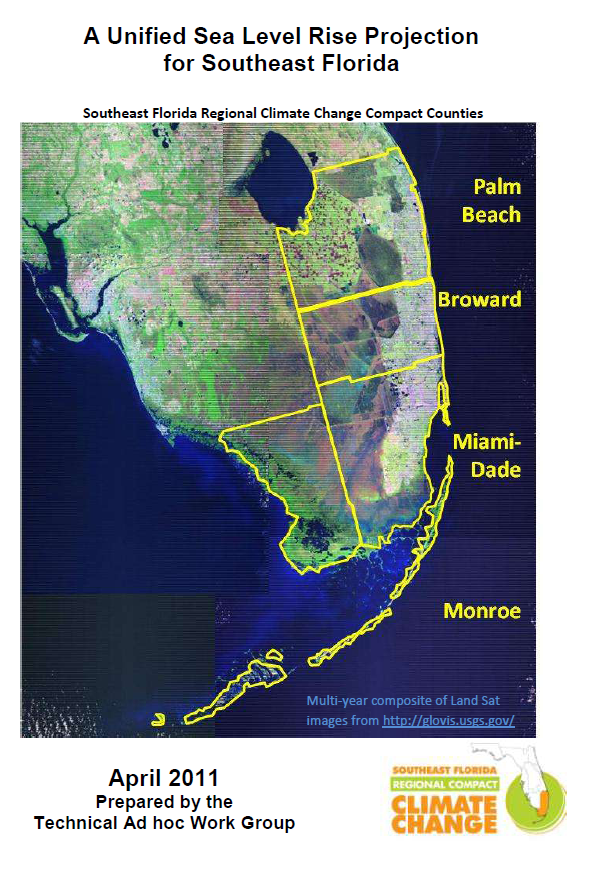 A Unified Sea Level Rise Projection
for Southeast Florida
Southeast Florida Regional Climate Change Compact Counties
Palm
Beach
Broward
Miami-
Dade
Monroe
Multi-year composite of Land Sat
images from http://glovis.usgs.gov/
April 2011
Prepared by the
Technical Ad hoc Work Group
SOUTHEAST FLORIDA
REGIONAL COMPACT
CLIMATE
CHANGE